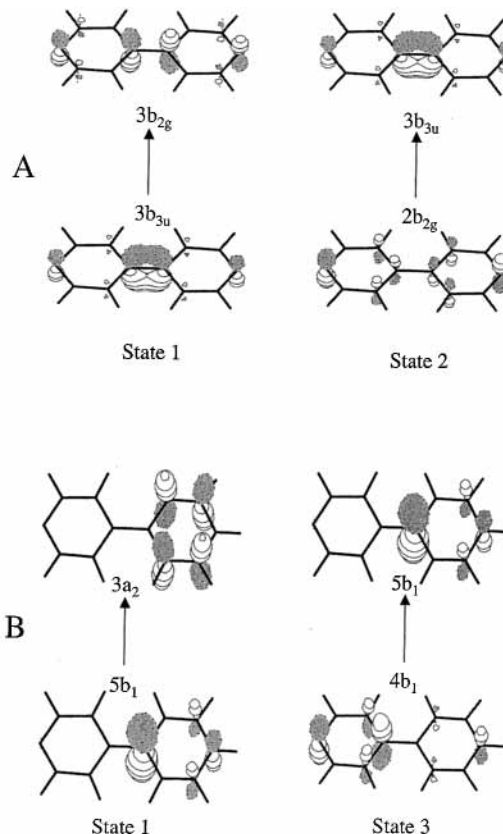 3b₂g 3b₃u
A
3b₃u 2b₂g
State 1 State 2
3a₂ 5b₁
B
5b₁ 4b₁
State 1 State 3